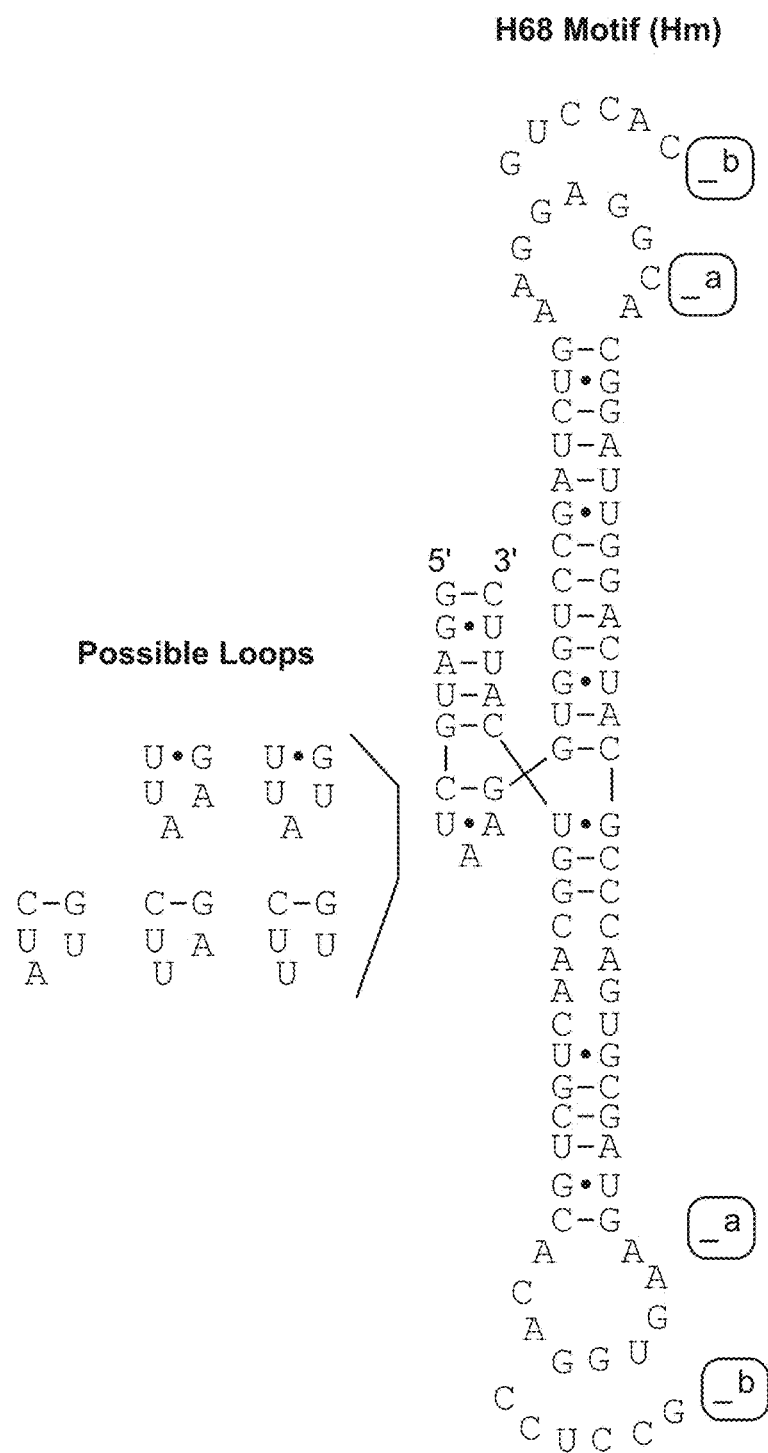 H68 Motif (Hm)
G U C C A C _b
A A G G A G G C A _a
G-C
U•G
C-G
U-A
A-U
G•U
C-G
C-G
U-A
G-C
G•U
U-A
G C
5' 3'
G-C
G•U
A-U
U-A
G-C
C-G
U•A
A
Possible Loops
U•G U•G
U A U U
A A
C-G C-G C-G
U U U A U U
A U U
U•G
G-C
G-C
C C
A A
A G
C U
U•G
G-C
C-G
U-A
G•U
C-G
_a
A C A G G U G A A
C C U C C G _b